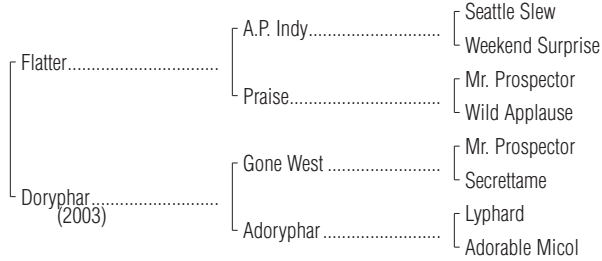 Seattle Slew
A.P. Indy
Weekend Surprise
Flatter
Mr. Prospector
Praise
Wild Applause
Mr. Prospector
Gone West
Secrettame
Doryphar
(2003)
Lyphard
Adoryphar
Adorable Micol